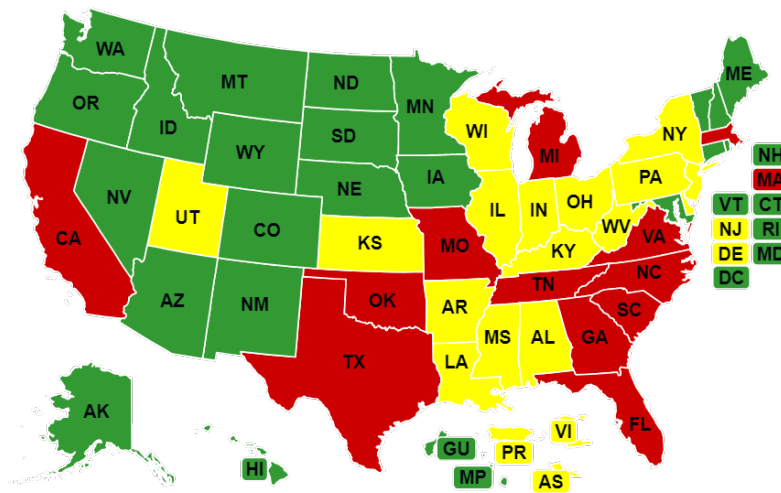 WA
MT
ND
MN
ME
OR
ID
SD
WI
NY
WY
MI
NH
IA
PA
MA
NV
NE
OH
IL
IN
VT
CT
UT
CO
WV
NJ
RI
CA
KS
MO
KY
VA
DE
MD
NC
DC
TN
AZ
NM
OK
AR
SC
MS
AL
GA
TX
LA
AK
FL
VI
GU
PR
HI
MP
AS